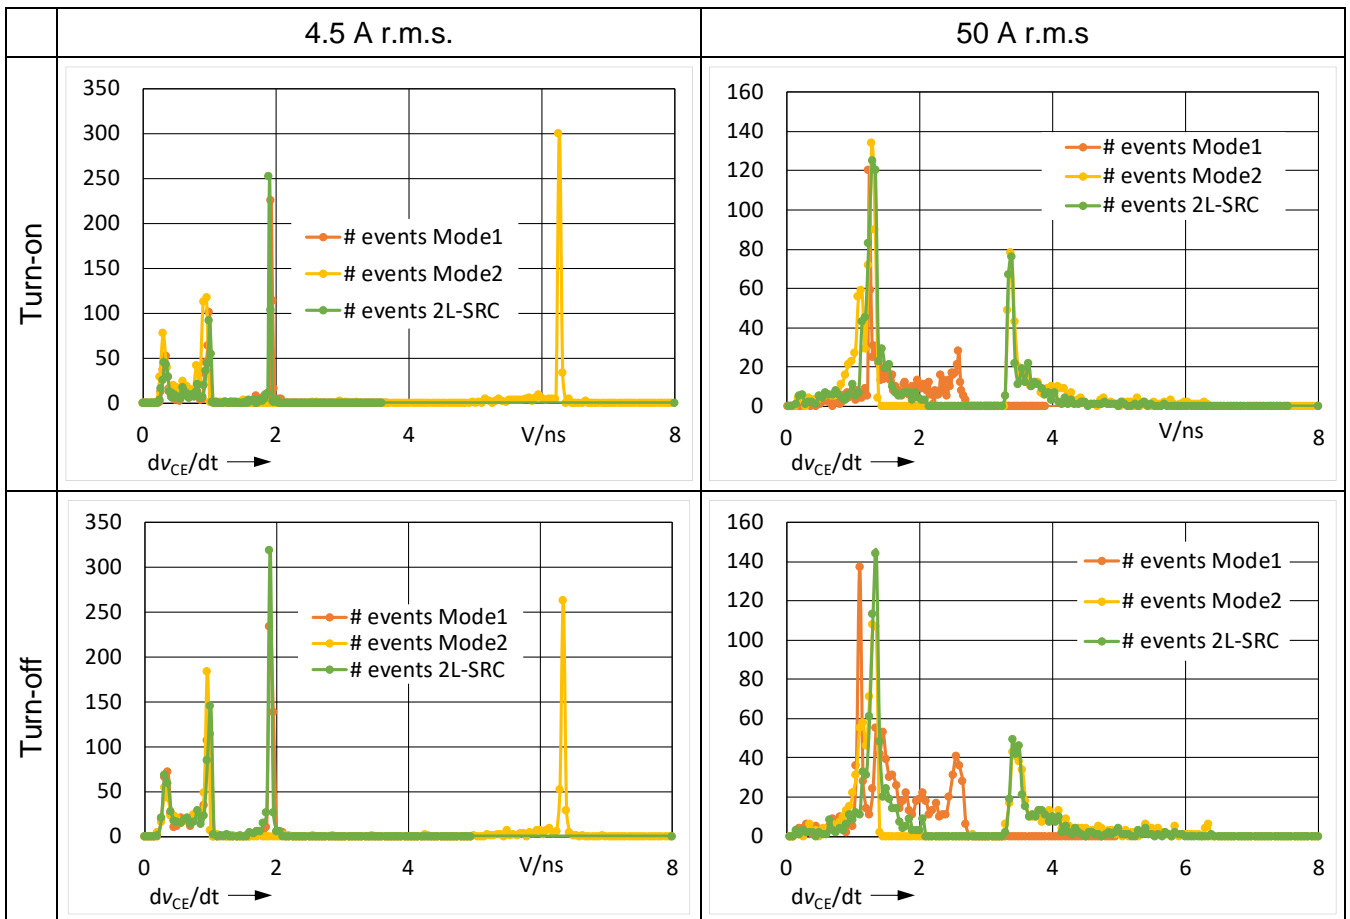 4.5 A r.m.s.
50 A r.m.s
Turn-on
350
300
250
200
150
100
50
0
# events Mode1
# events Mode2
# events 2L-SRC
0
2
4
V/ns
8
dvCE/dt
160
140
120
100
80
60
40
20
0
# events Mode1
# events Mode2
# events 2L-SRC
0
2
4
V/ns
8
dvCE/dt
Turn-off
350
300
250
200
150
100
50
0
# events Mode1
# events Mode2
# events 2L-SRC
0
2
4
V/ns
8
dvCE/dt
160
140
120
100
80
60
40
20
0
# events Mode1
# events Mode2
# events 2L-SRC
0
2
4
6
8
dvCE/dt